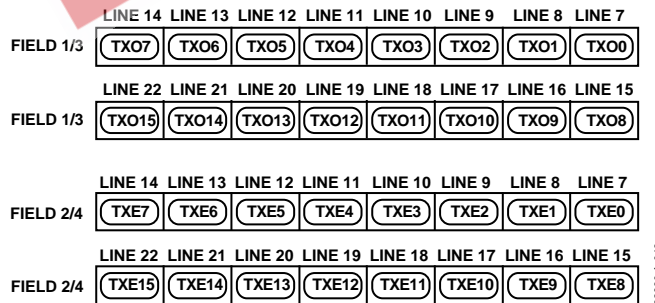 LINE 14 LINE 13 LINE 12 LINE 11 LINE 10 LINE 9 LINE 8 LINE 7
FIELD 1/3 TXO7 TXO6 TXO5 TXO4 TXO3 TXO2 TXO1 TXO0
LINE 22 LINE 21 LINE 20 LINE 19 LINE 18 LINE 17 LINE 16 LINE 15
FIELD 1/3 TXO15 TXO14 TXO13 TXO12 TXO11 TXO10 TXO9 TXO8
LINE 14 LINE 13 LINE 12 LINE 11 LINE 10 LINE 9 LINE 8 LINE 7
FIELD 2/4 TXE7 TXE6 TXE5 TXE4 TXE3 TXE2 TXE1 TXE0
LINE 22 LINE 21 LINE 20 LINE 19 LINE 18 LINE 17 LINE 16 LINE 15
FIELD 2/4 TXE15 TXE14 TXE13 TXE12 TXE11 TXE10 TXE9 TXE8